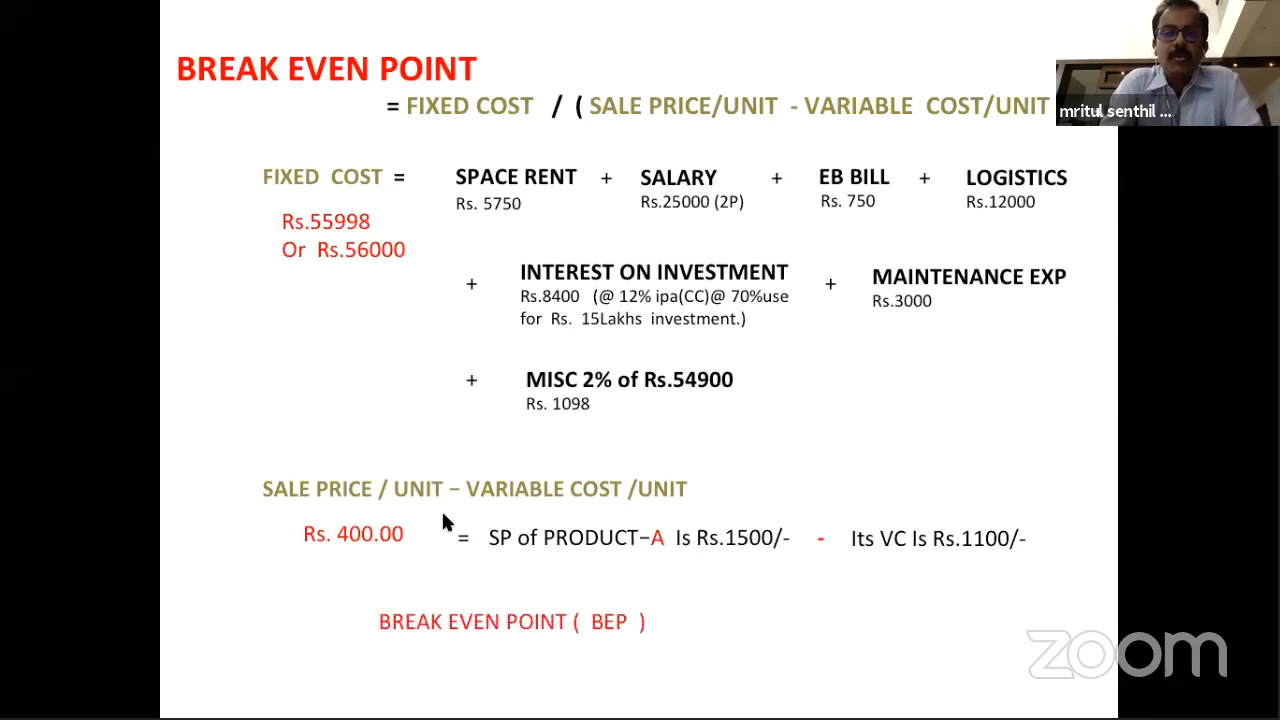 BREAK EVEN POINT
= FIXED COST / ( SALE PRICE/UNIT - VARIABLE COST/UNIT
mritul senthil ...
FIXED COST = SPACE RENT + SALARY + EB BILL + LOGISTICS
Rs. 5750 Rs.25000 (2P) Rs. 750 Rs.12000
Rs.55998
Or Rs.56000
+ INTEREST ON INVESTMENT + MAINTENANCE EXP
Rs.8400 (@ 12% ipa(CC)@ 70%use Rs.3000
for Rs. 15Lakhs investment.)
+ MISC 2% of Rs.54900
Rs. 1098
SALE PRICE / UNIT – VARIABLE COST /UNIT
Rs. 400.00 = SP of PRODUCT–A Is Rs.1500/- - Its VC Is Rs.1100/-
BREAK EVEN POINT ( BEP )
zoom